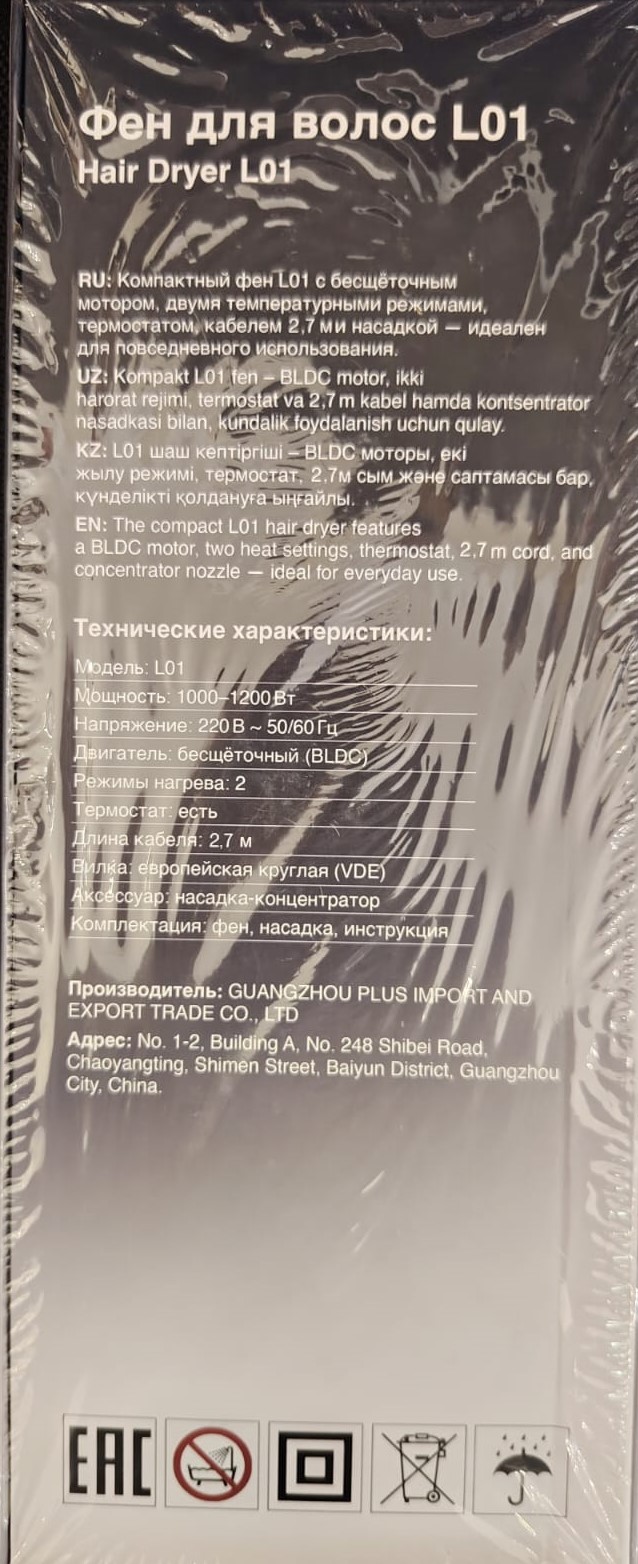 Фен для волос L01
Hair Dryer L01
RU: Компактный фен L01 с бесщёточным
мотором, двумя температурными режимами,
термостатом, кабелем 2,7 м и насадкой — идеален
для повседневного использования.
UZ: Kompakt L01 fen – BLDC motor, ikki
harorat rejimi, termostat va 2,7 m kabel hamda kontsentrator
nasadkasi bilan, kundalik foydalanish uchun qulay.
KZ: L01 шаш кептіргіші – BLDC моторы, екі
жылу режимі, термостат, 2,7м сым және саптамасы бар,
күнделікті қолдануға ыңғайлы.
EN: The compact L01 hair dryer features
a BLDC motor, two heat settings, thermostat, 2,7 m cord, and
concentrator nozzle — ideal for everyday use.
Технические характеристики:
Модель: L01
Мощность: 1000–1200 Вт
Напряжение: 220 В ~ 50/60 Гц
Двигатель: бесщёточный (BLDC)
Режимы нагрева: 2
Термостат: есть
Длина кабеля: 2,7 м
Вилка: европейская круглая (VDE)
Аксессуар: насадка-концентратор
Комплектация: фен, насадка, инструкция
Производитель: GUANGZHOU PLUS IMPORT AND
EXPORT TRADE CO., LTD
Адрес: No. 1-2, Building A, No. 248 Shibei Road,
Chaoyangting, Shimen Street, Baiyun District, Guangzhou
City, China.
EAC